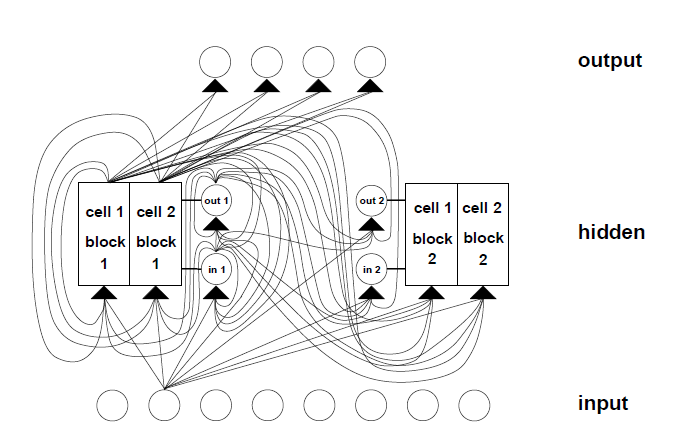 output
cell 1
block
1
cell 2
block
1
out 1
in 1
out 2
in 2
cell 1
block
2
cell 2
block
2
hidden
input